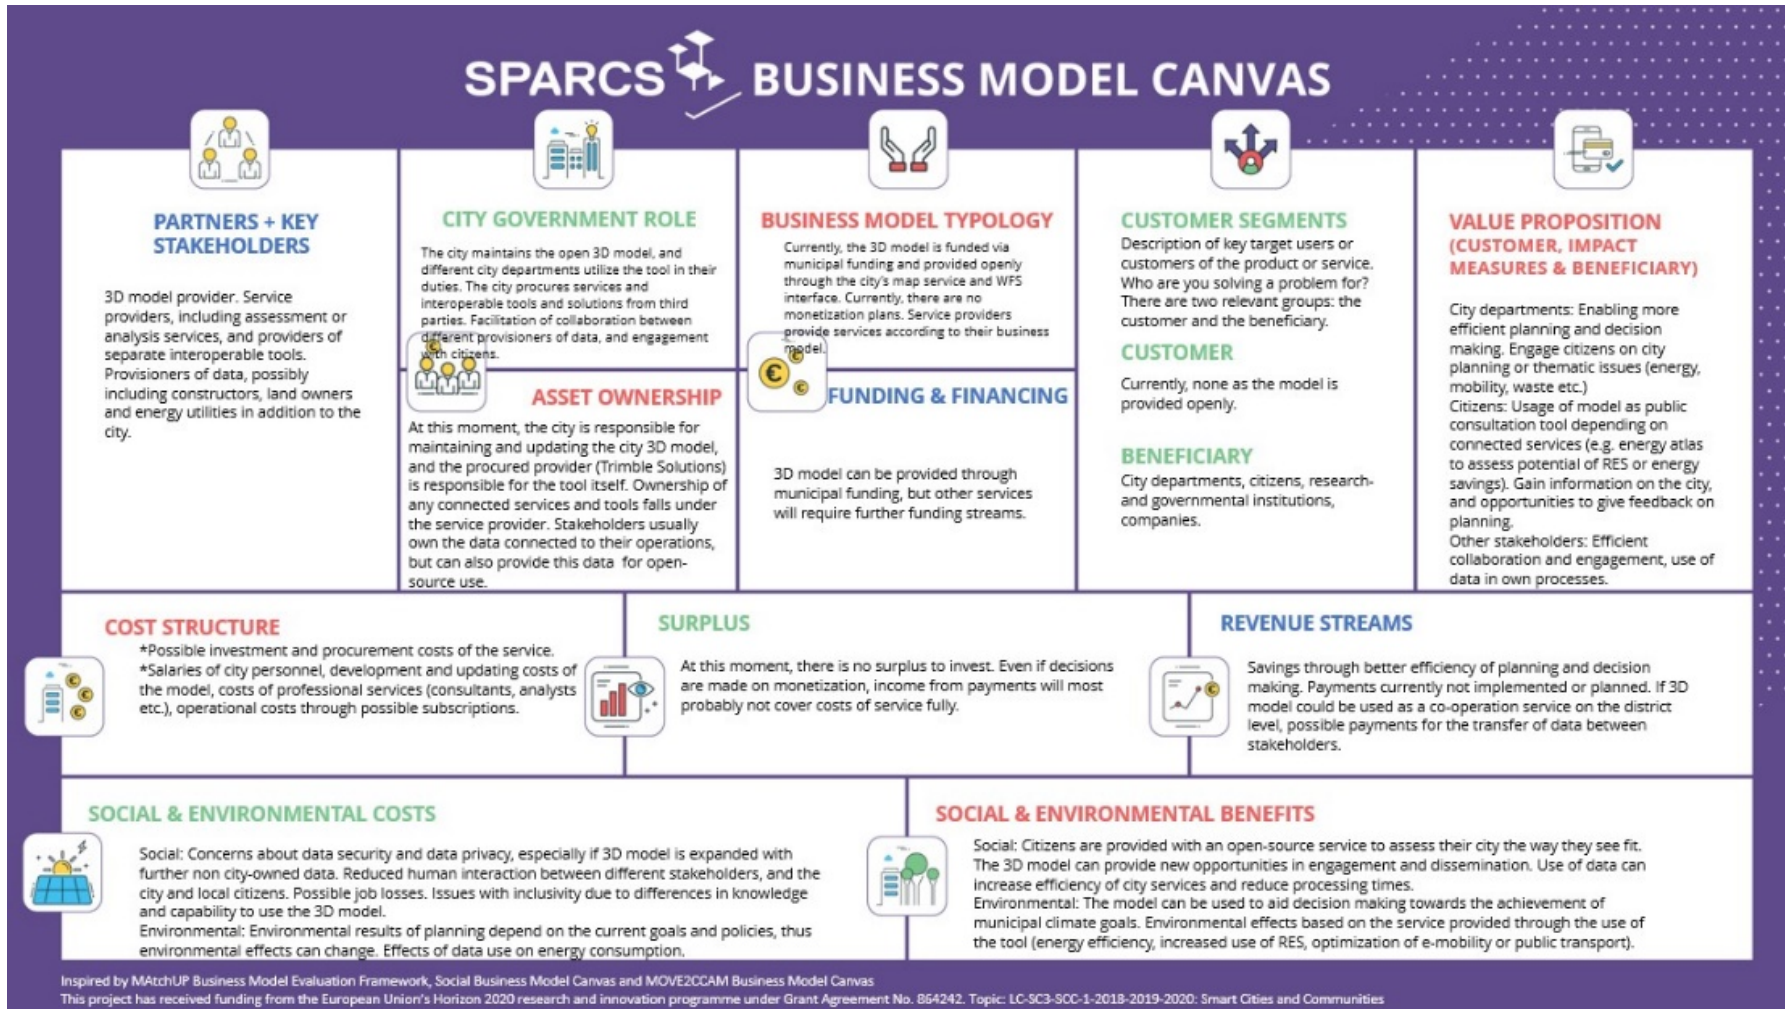 SPARCS BUSINESS MODEL CANVAS
PARTNERS + KEY
STAKEHOLDERS
3D model provider. Service
providers, including assessment or
analysis services, and providers of
separate interoperable tools.
Provisioners of data, possibly
including constructors, land owners
and energy utilities in addition to the
city.
CITY GOVERNMENT ROLE
The city maintains the open 3D model, and
different city departments utilize the tool in their
duties. The city procures services and
interoperable tools and solutions from third
parties. Facilitation of collaboration between
different provisioners of data, and engagement
with citizens.
ASSET OWNERSHIP
At this moment, the city is responsible for
maintaining and updating the city 3D model,
and the procured provider (Trimble Solutions)
is responsible for the tool itself. Ownership of
any connected services and tools falls under
the service provider. Stakeholders usually
own the data connected to their operations,
but can also provide this data for open-
source use.
BUSINESS MODEL TYPOLOGY
Currently, the 3D model is funded via
municipal funding and provided openly
through the city's map service and WFS
interface. Currently, there are no
monetization plans. Service providers
provide services according to their business
model.
FUNDING & FINANCING
3D model can be provided through
municipal funding, but other services
will require further funding streams.
CUSTOMER SEGMENTS
Description of key target users or
customers of the product or service.
Who are you solving a problem for?
There are two relevant groups: the
customer and the beneficiary.
CUSTOMER
Currently, none as the model is
provided openly.
BENEFICIARY
City departments, citizens, research-
and governmental institutions,
companies.
VALUE PROPOSITION
(CUSTOMER, IMPACT
MEASURES & BENEFICIARY)
City departments: Enabling more
efficient planning and decision
making. Engage citizens on city
planning or thematic issues (energy,
mobility, waste etc.)
Citizens: Usage of model as public
consultation tool depending on
connected services (e.g. energy atlas
to assess potential of RES or energy
savings). Gain information on the city,
and opportunities to give feedback on
planning.
Other stakeholders: Efficient
collaboration and engagement, use of
data in own processes.
COST STRUCTURE
*Possible investment and procurement costs of the service.
*Salaries of city personnel, development and updating costs of
the model, costs of professional services (consultants, analysts
etc.), operational costs through possible subscriptions.
SURPLUS
At this moment, there is no surplus to invest. Even if decisions
are made on monetization, income from payments will most
probably not cover costs of service fully.
REVENUE STREAMS
Savings through better efficiency of planning and decision
making. Payments currently not implemented or planned. If 3D
model could be used as a co-operation service on the district
level, possible payments for the transfer of data between
stakeholders.
SOCIAL & ENVIRONMENTAL COSTS
Social: Concerns about data security and data privacy, especially if 3D model is expanded with
further non city-owned data. Reduced human interaction between different stakeholders, and the
city and local citizens. Possible job losses. Issues with inclusivity due to differences in knowledge
and capability to use the 3D model.
Environmental: Environmental results of planning depend on the current goals and policies, thus
environmental effects can change. Effects of data use on energy consumption.
SOCIAL & ENVIRONMENTAL BENEFITS
Social: Citizens are provided with an open-source service to assess their city the way they see fit.
The 3D model can provide new opportunities in engagement and dissemination. Use of data can
increase efficiency of city services and reduce processing times.
Environmental: The model can be used to aid decision making towards the achievement of
municipal climate goals. Environmental effects based on the service provided through the use of
the tool (energy efficiency, increased use of RES, optimization of e-mobility or public transport).
Inspired by MAtchUP Business Model Evaluation Framework, Social Business Model Canvas and MOVE2CCAM Business Model Canvas
This project has received funding from the European Union's Horizon 2020 research and innovation programme under Grant Agreement No. 864242. Topic: LC-SC3-SCC-1-2018-2019-2020: Smart Cities and Communities